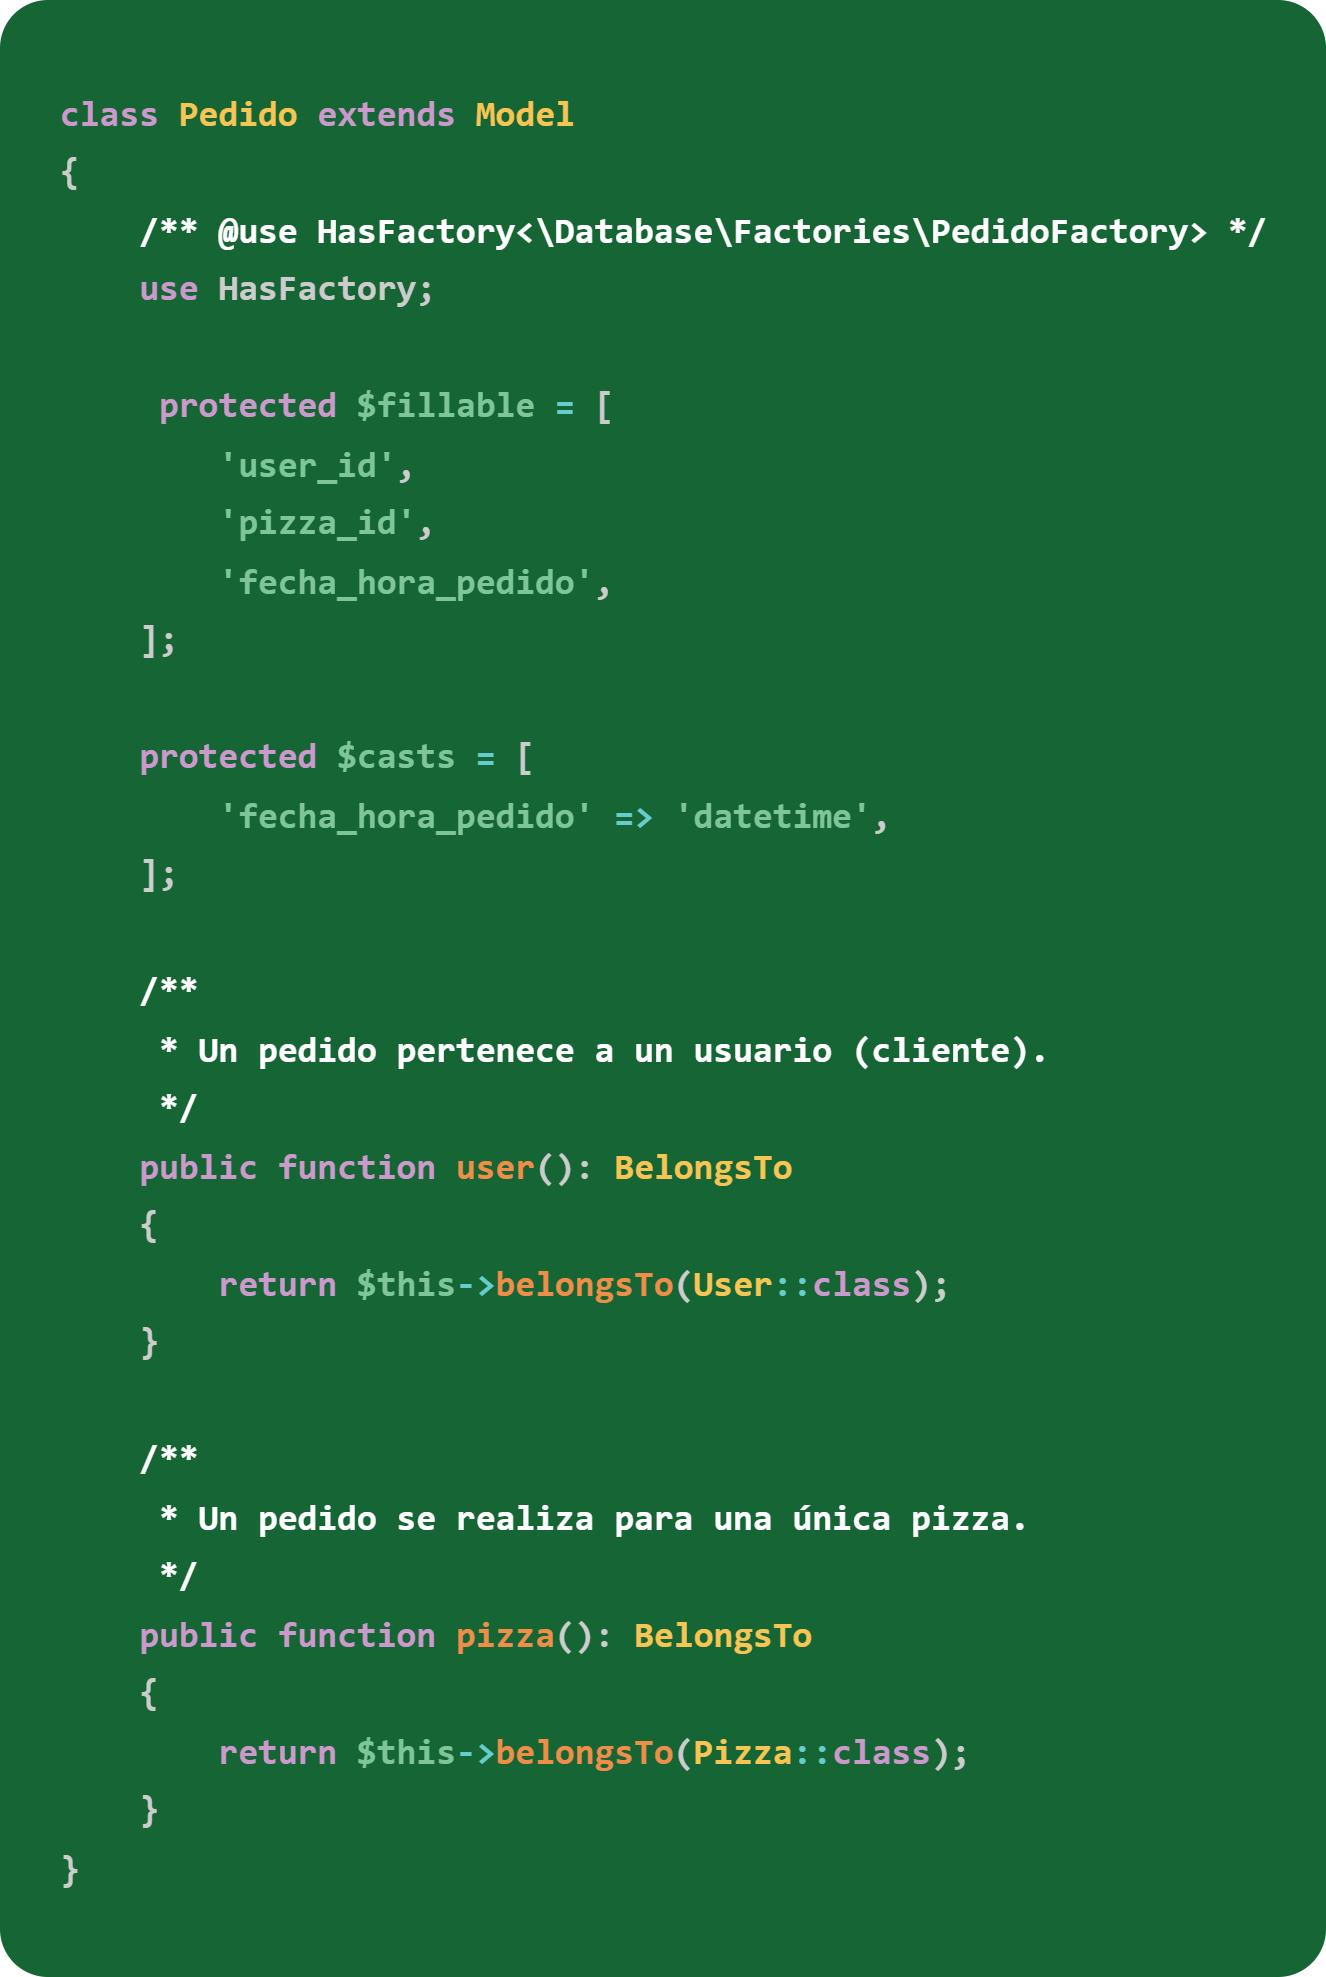 class Pedido extends Model
{
    /** @use HasFactory<\Database\Factories\PedidoFactory> */
    use HasFactory;

     protected $fillable = [
        'user_id',
        'pizza_id',
        'fecha_hora_pedido',
    ];

    protected $casts = [
        'fecha_hora_pedido' => 'datetime',
    ];

    /**
     * Un pedido pertenece a un usuario (cliente).
     */
    public function user(): BelongsTo
    {
        return $this->belongsTo(User::class);
    }

    /**
     * Un pedido se realiza para una única pizza.
     */
    public function pizza(): BelongsTo
    {
        return $this->belongsTo(Pizza::class);
    }
}